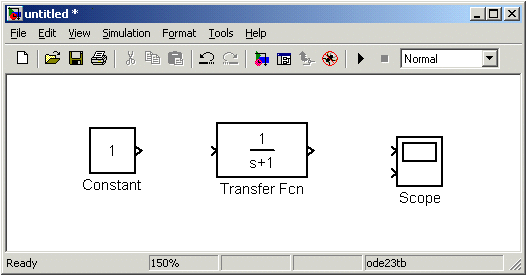 untitled *
File Edit View Simulation Format Tools Help
Normal
1
Constant
1
s+1
Transfer Fcn
Scope
Ready 150% ode23tb